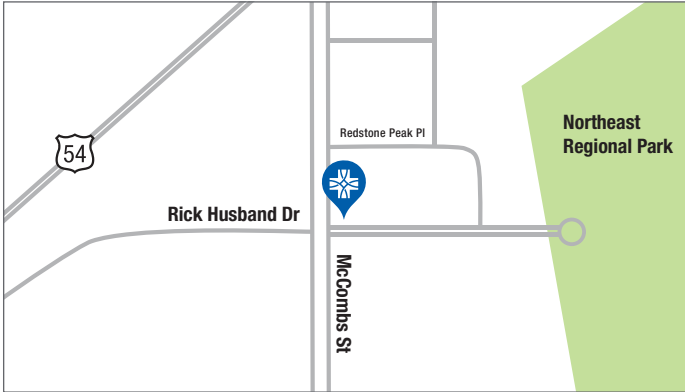 Redstone Peak Pl
Northeast
Regional Park
54
Rick Husband Dr
McCombs St